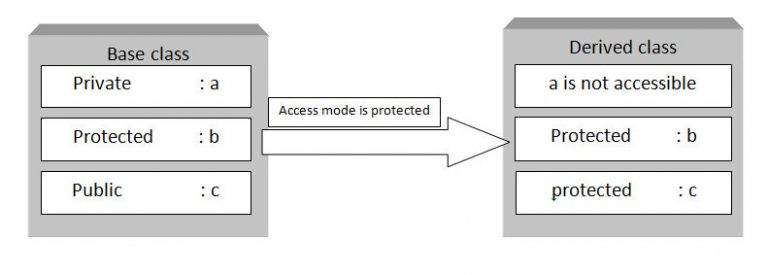 Base class
Private : a
Protected : b
Public : c
Access mode is protected
Derived class
a is not accessible
Protected : b
protected : c